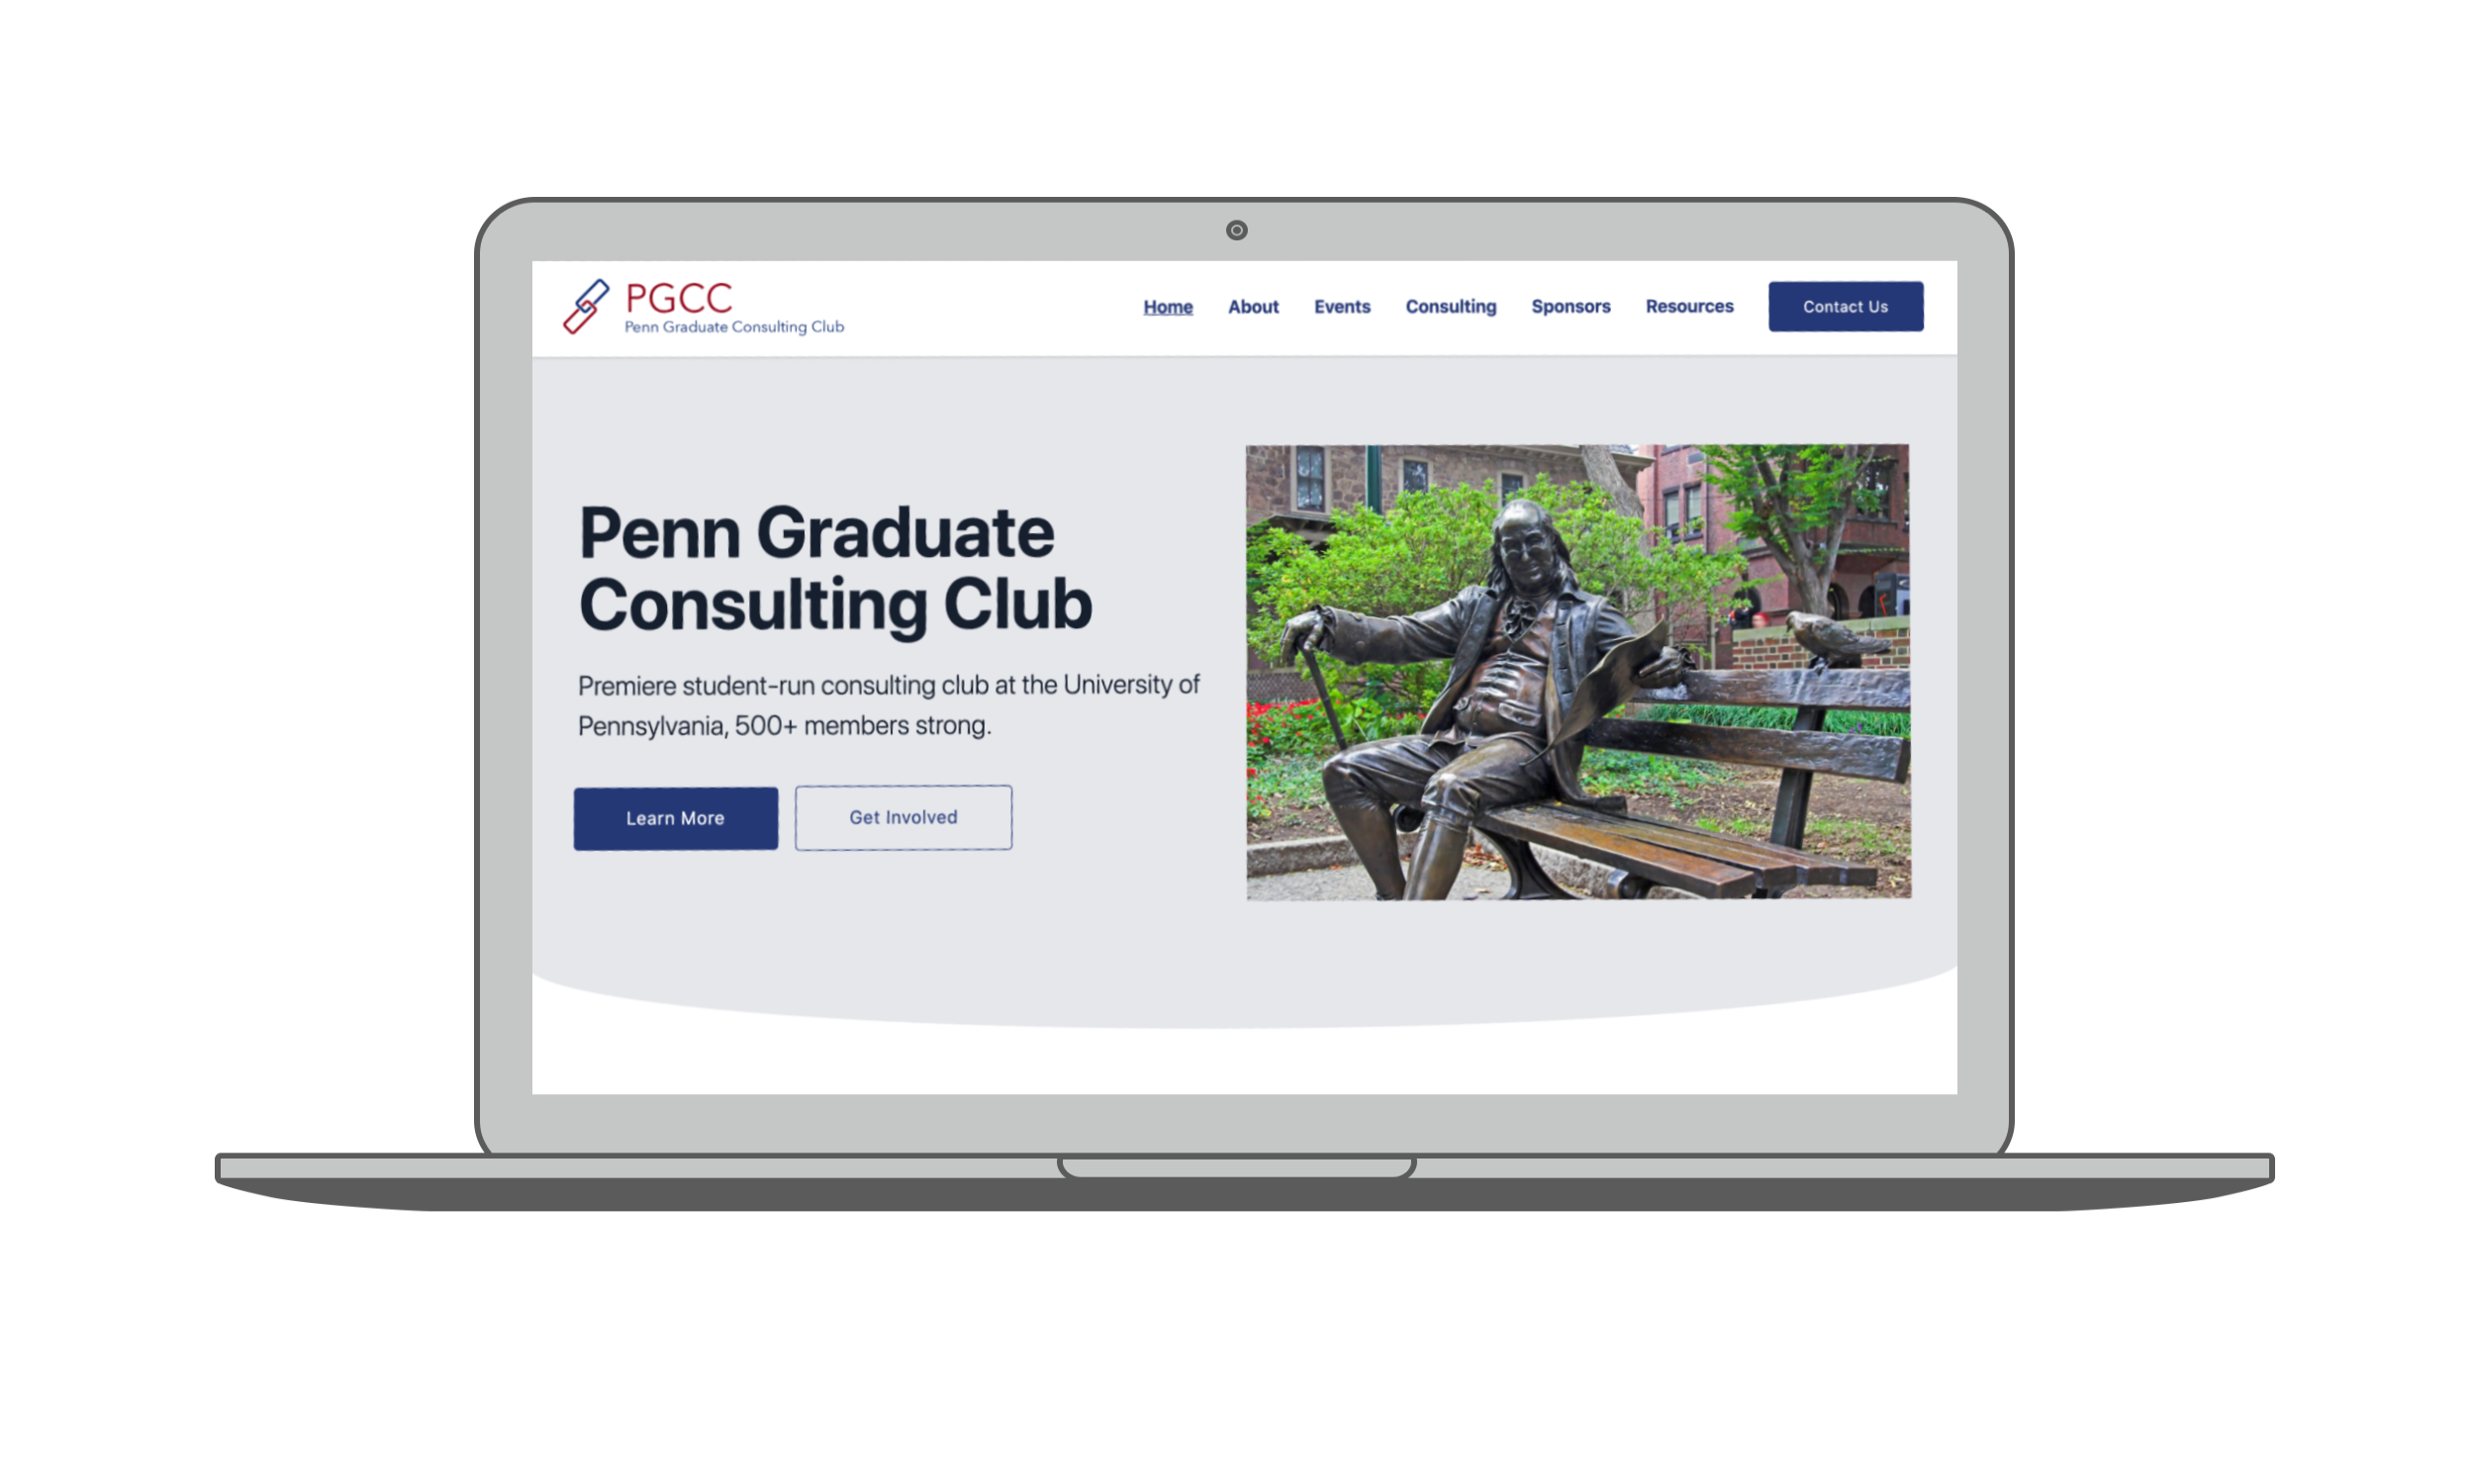 PGCC
Penn Graduate Consulting Club
Home About Events Consulting Sponsors Resources Contact Us
Penn Graduate
Consulting Club
Premiere student-run consulting club at the University of
Pennsylvania, 500+ members strong.
Learn More Get Involved